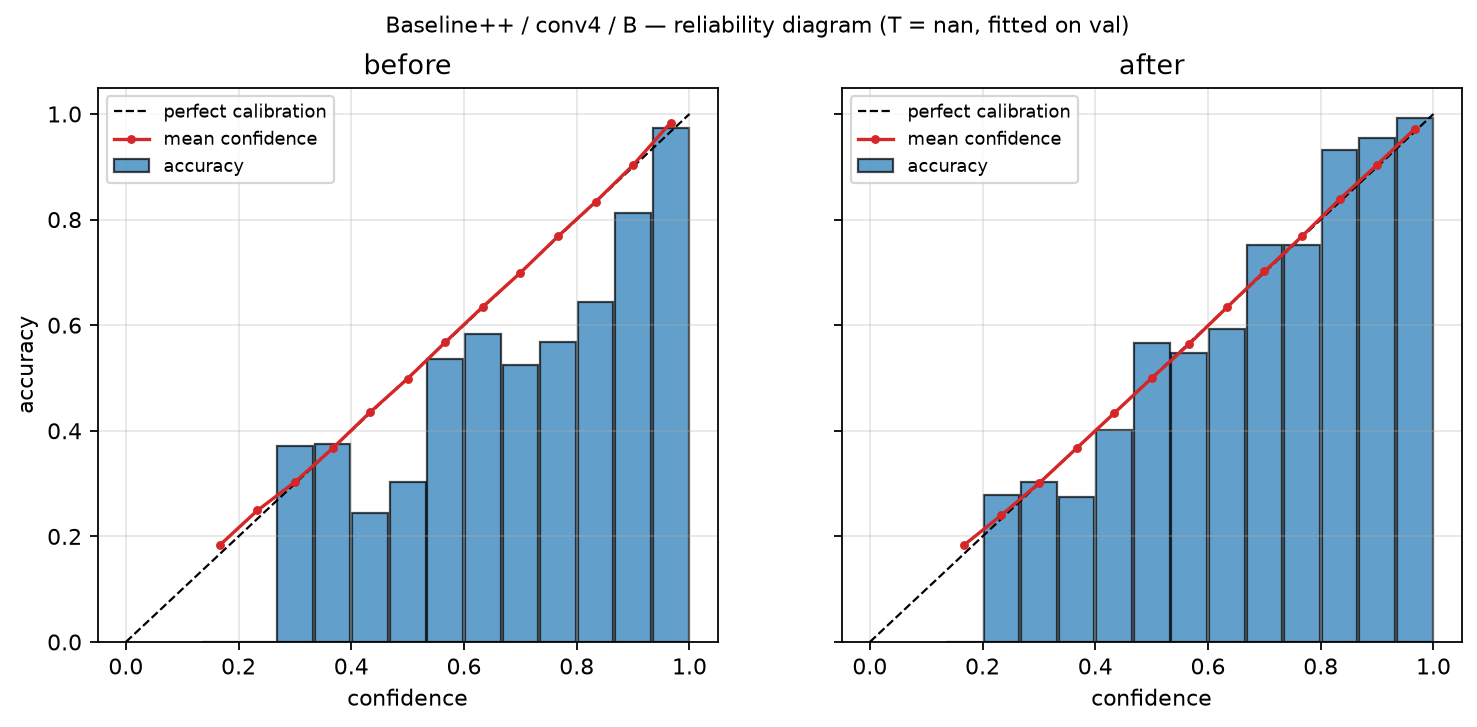 Baseline++ / conv4 / B — reliability diagram (T = nan, fitted on val)
before
perfect calibration
mean confidence
accuracy
1.0
0.8
0.6
0.4
0.2
0.0
accuracy
0.0 0.2 0.4 0.6 0.8 1.0
confidence
after
perfect calibration
mean confidence
accuracy
0.0 0.2 0.4 0.6 0.8 1.0
confidence